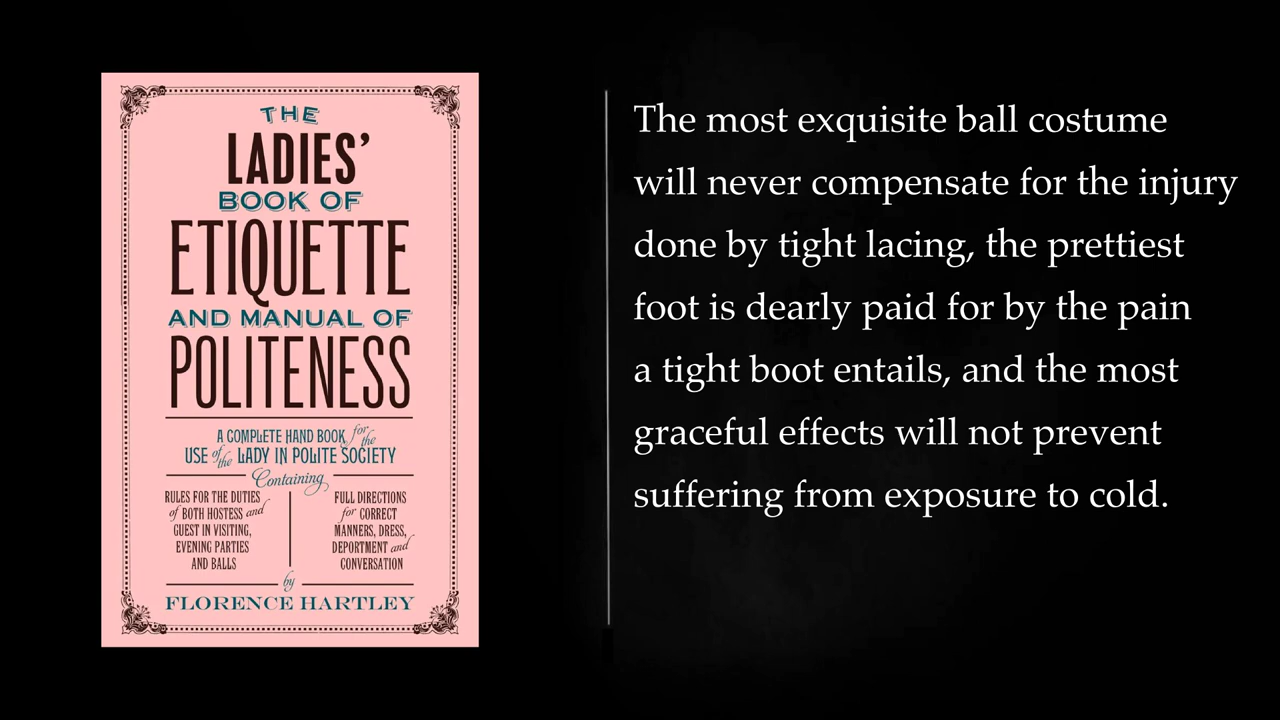 THE
LADIES'
BOOK OF
ETIQUETTE
AND MANUAL OF
POLITENESS
A COMPLETE HAND BOOK for the
USE of the LADY IN POLITE SOCIETY
Containing
RULES FOR THE DUTIES
of BOTH HOSTESS and
GUEST IN VISITING,
EVENING PARTIES
AND BALLS
FULL DIRECTIONS
for CORRECT
MANNERS, DRESS,
DEPORTMENT and
CONVERSATION
by
FLORENCE HARTLEY
The most exquisite ball costume
will never compensate for the injury
done by tight lacing, the prettiest
foot is dearly paid for by the pain
a tight boot entails, and the most
graceful effects will not prevent
suffering from exposure to cold.